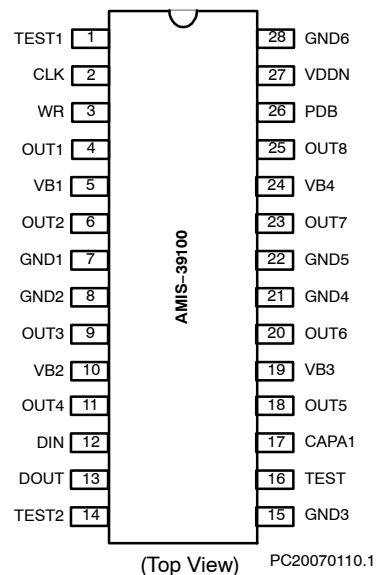 TEST1 1 28 GND6
CLK 2 27 VDDN
WR 3 26 PDB
OUT1 4 25 OUT8
VB1 5 24 VB4
OUT2 6 23 OUT7
GND1 7 22 GND5
GND2 8 21 GND4
OUT3 9 20 OUT6
VB2 10 19 VB3
OUT4 11 18 OUT5
DIN 12 17 CAPA1
DOUT 13 16 TEST
TEST2 14 15 GND3
AMIS−39100
(Top View) PC20070110.1